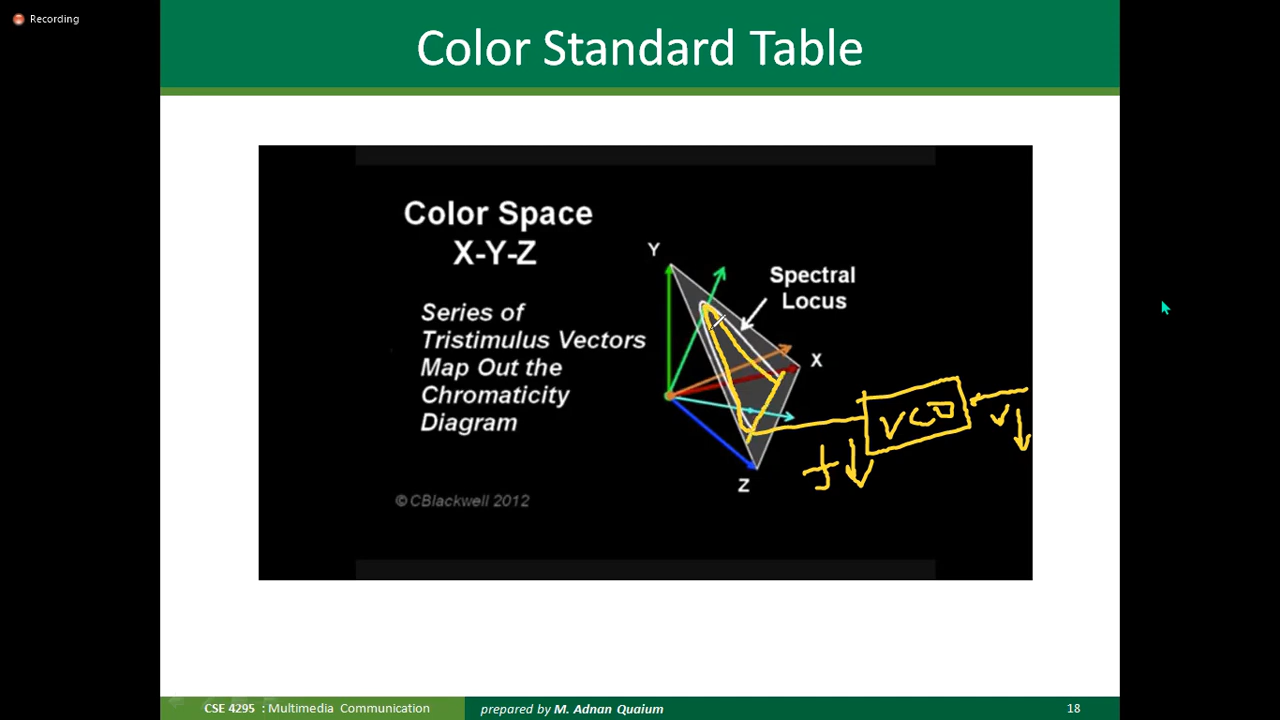 Recording
Color Standard Table
Color Space
X-Y-Z
Series of
Tristimulus Vectors
Map Out the
Chromaticity
Diagram
© CBlackwell 2012
Y
Spectral
Locus
X
Z
VCO
V↓
f↓
CSE 4295 : Multimedia Communication
prepared by M. Adnan Quaium
18